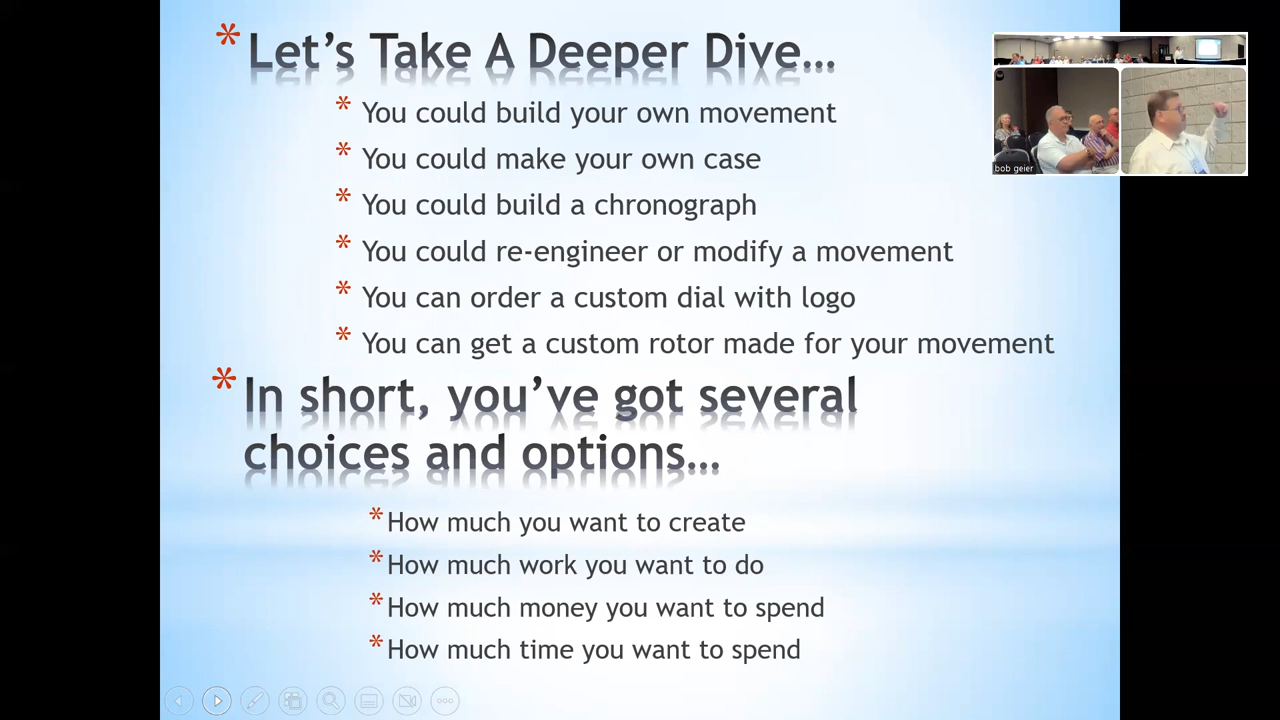 * Let's Take A Deeper Dive…
* You could build your own movement
* You could make your own case
* You could build a chronograph
* You could re-engineer or modify a movement
* You can order a custom dial with logo
* You can get a custom rotor made for your movement
* In short, you've got several
choices and options…
* How much you want to create
* How much work you want to do
* How much money you want to spend
* How much time you want to spend
bob geier